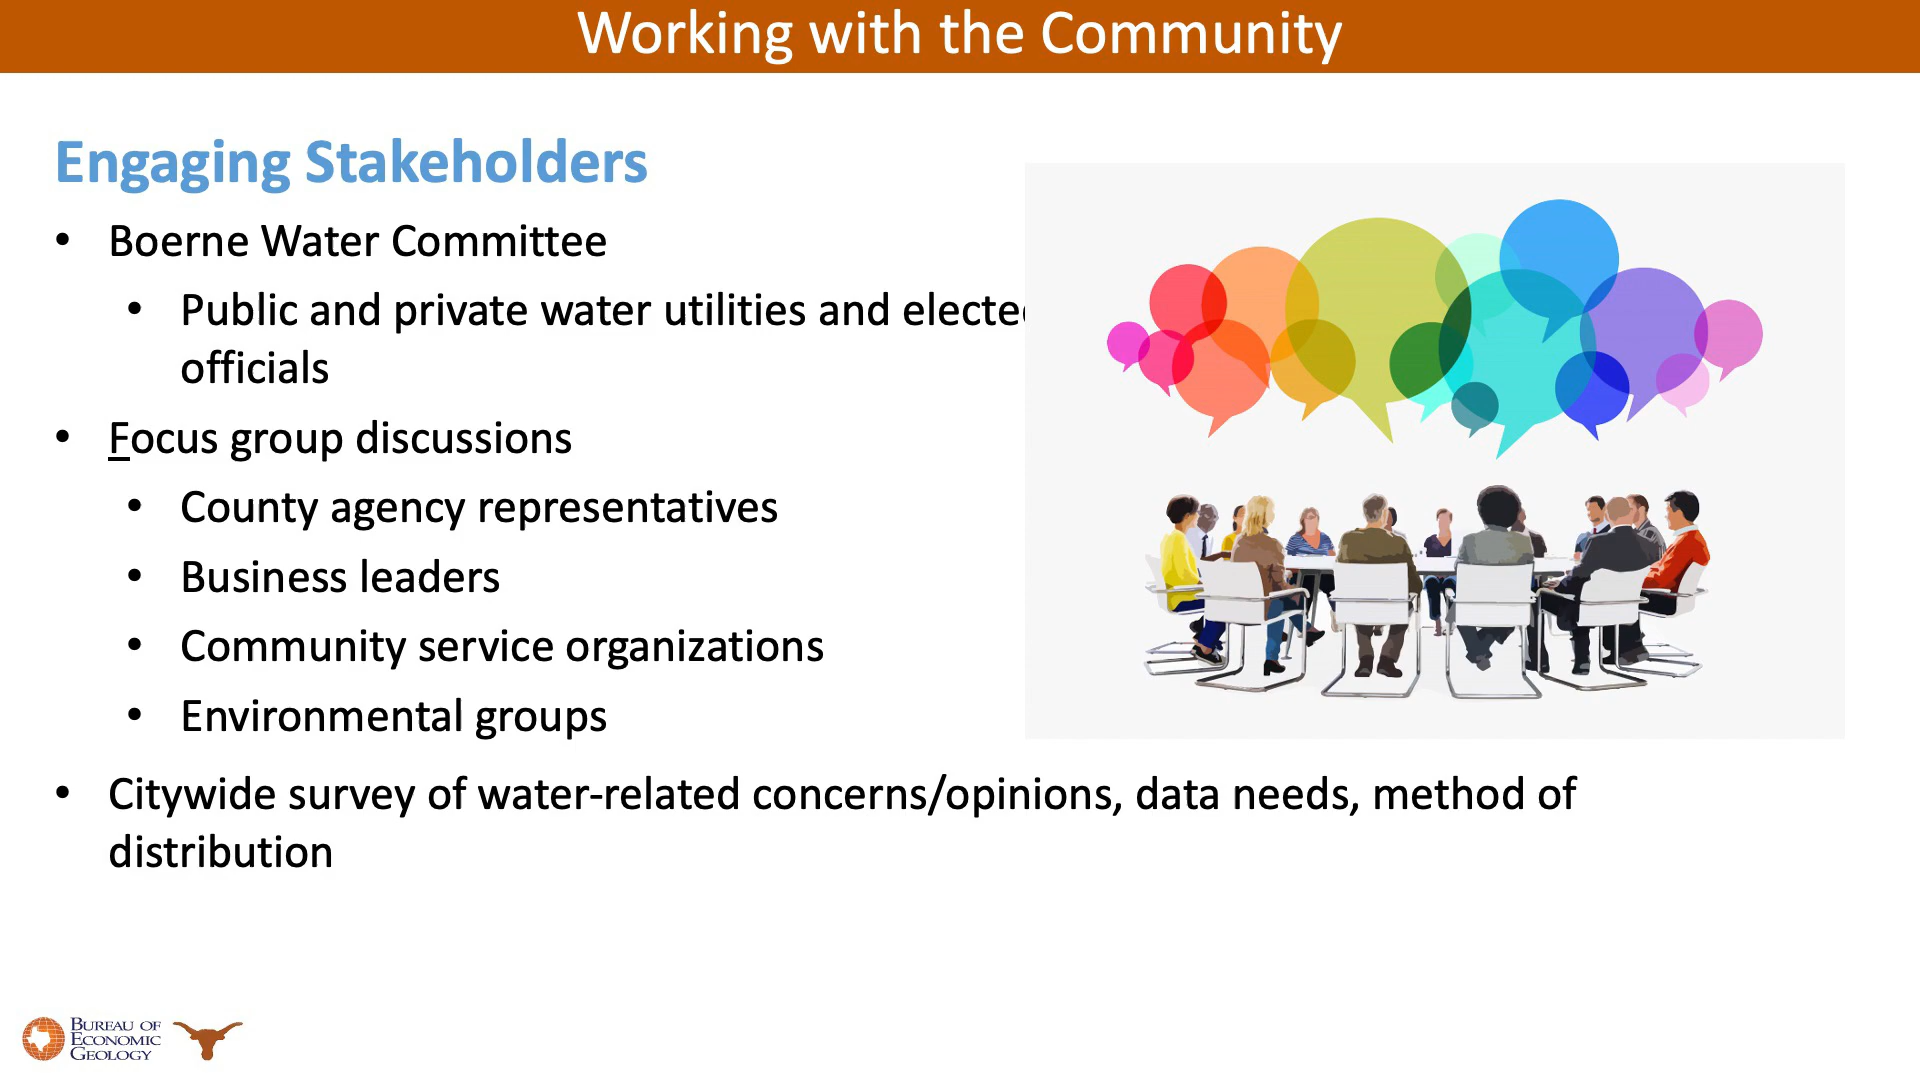 Working with the Community
Engaging Stakeholders
• Boerne Water Committee
• Public and private water utilities and elected
officials
• Focus group discussions
• County agency representatives
• Business leaders
• Community service organizations
• Environmental groups
• Citywide survey of water-related concerns/opinions, data needs, method of
distribution
BUREAU OF
ECONOMIC
GEOLOGY